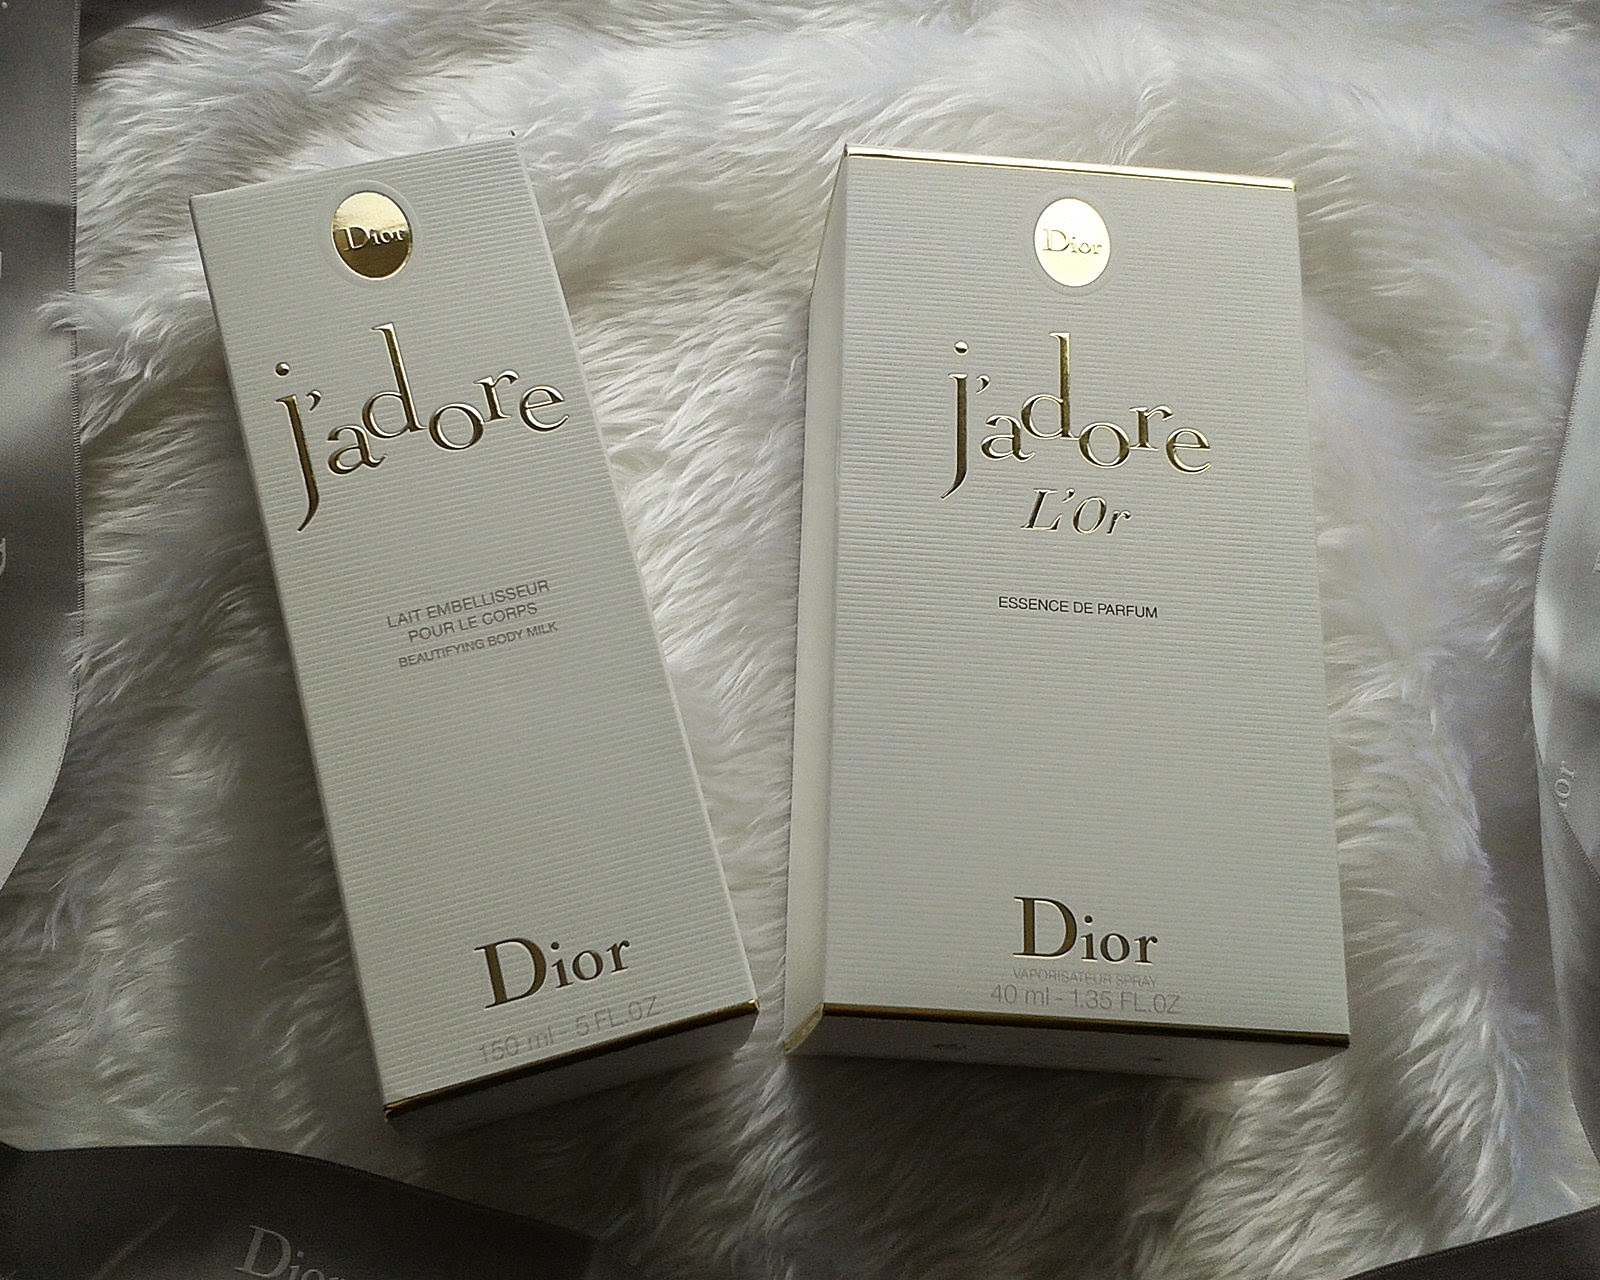 Dior
j'adore
LAIT EMBELLISSEUR
POUR LE CORPS
BEAUTIFYING BODY MILK
Dior
150 ml - 5 FL.OZ
Dior
j'adore
L'Or
ESSENCE DE PARFUM
Dior
VAPORISATEUR SPRAY
40 ml - 1.35 FL.OZ
Dior